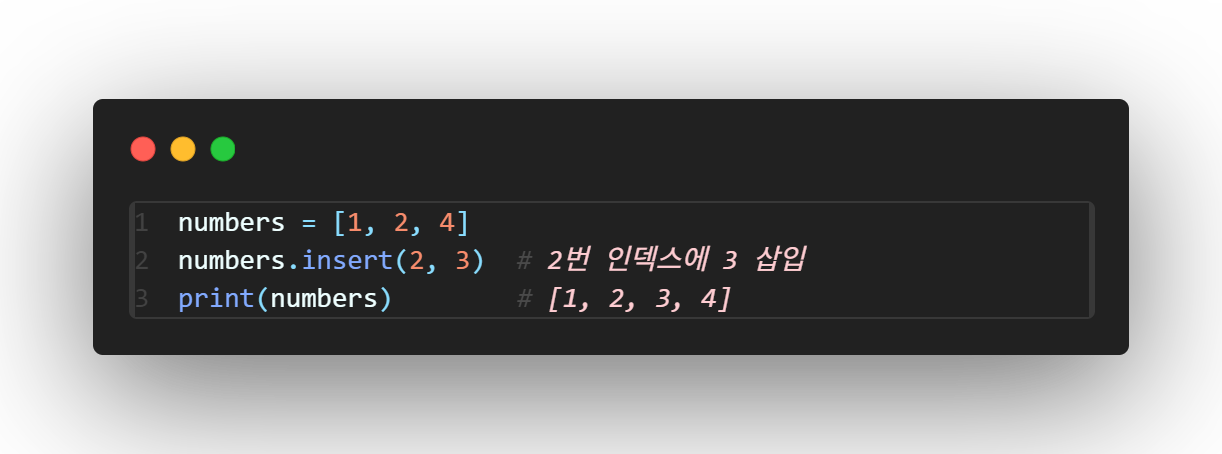 1 numbers = [1, 2, 4]
2 numbers.insert(2, 3)  # 2번 인덱스에 3 삽입
3 print(numbers)        # [1, 2, 3, 4]